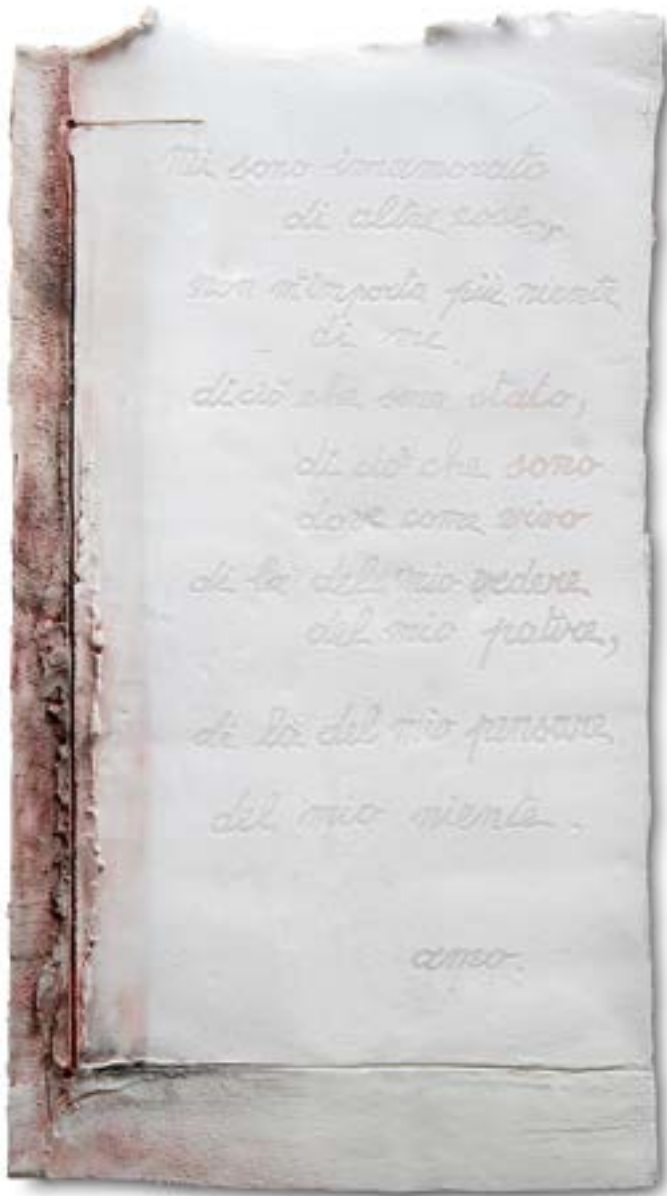 Mi sono innamorato
di altre cose,
non m'importa più niente
di me
di ciò che sono stato,
di ciò che sono
dove come vivo
di là del mio vedere
del mio patire,
di là del mio pensare
del mio niente.
amo.